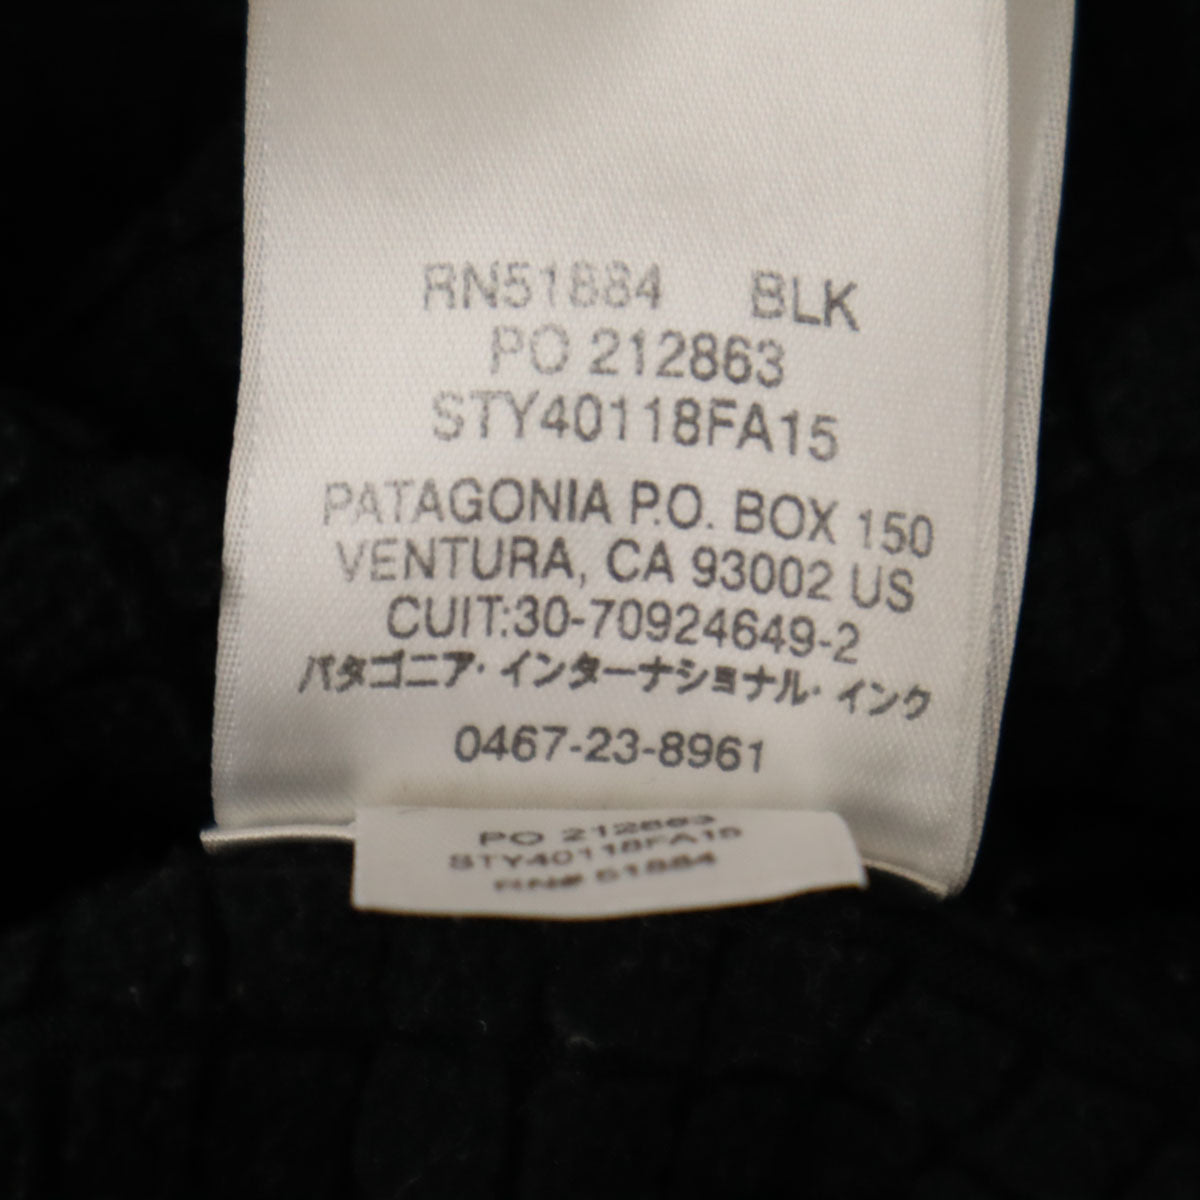 RN51884 BLK
PO 212863
STY40118FA15
PATAGONIA P.O. BOX 150
VENTURA, CA 93002 US
CUIT:30-70924649-2
パタゴニア・インターナショナル・インク
0467-23-8961
PO 212863
STY40118FA15
RN# 51884